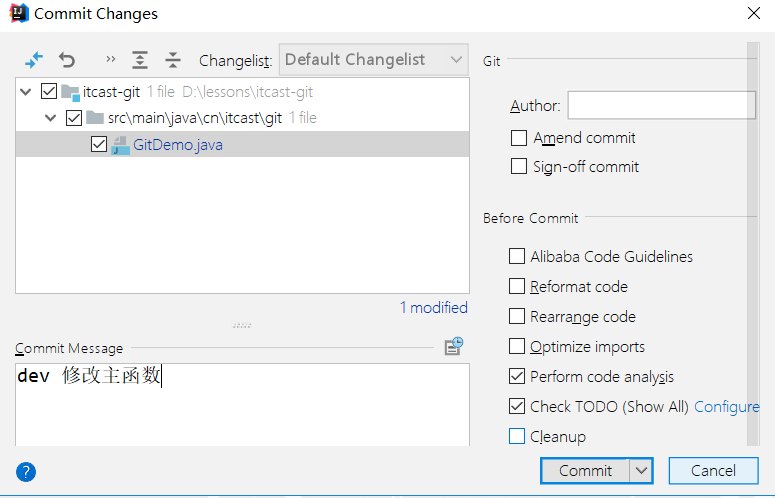 Commit Changes
Changelist: Default Changelist
itcast-git 1 file D:\lessons\itcast-git
src\main\java\cn\itcast\git 1 file
GitDemo.java
1 modified
Commit Message
dev 修改主函数
Git
Author:
Amend commit
Sign-off commit
Before Commit
Alibaba Code Guidelines
Reformat code
Rearrange code
Optimize imports
Perform code analysis
Check TODO (Show All) Configure
Cleanup
Commit
Cancel